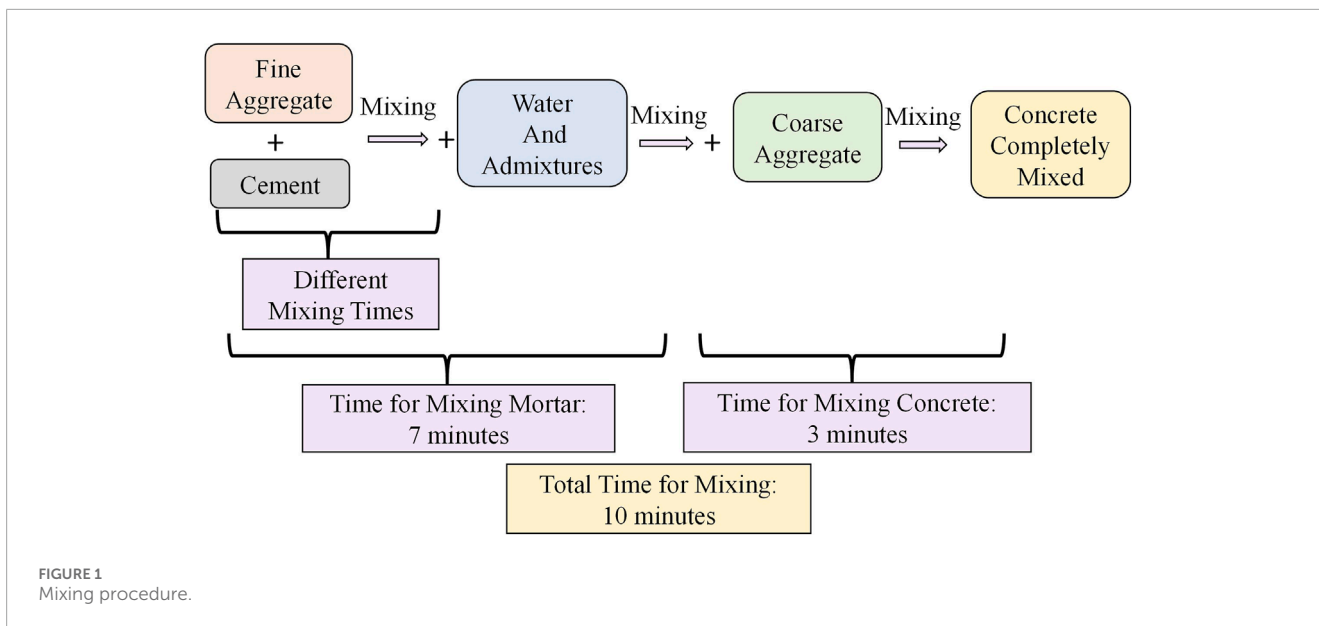 Fine
Aggregate
+
Cement
Mixing
+
Water
And
Admixtures
Mixing
+
Coarse
Aggregate
Mixing
Concrete
Completely
Mixed
Different
Mixing Times
Time for Mixing Mortar:
7 minutes
Time for Mixing Concrete:
3 minutes
Total Time for Mixing:
10 minutes
FIGURE 1
Mixing procedure.